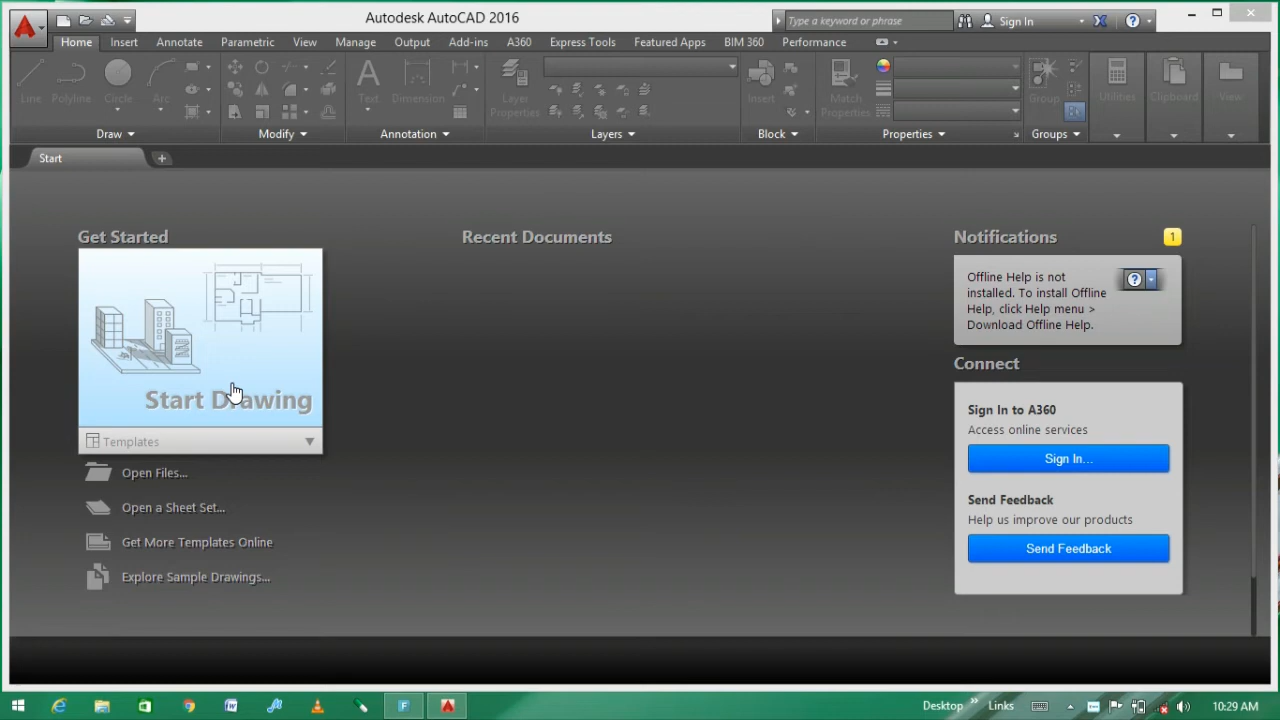 Autodesk AutoCAD 2016
Type a keyword or phrase
Sign In
Home
Insert
Annotate
Parametric
View
Manage
Output
Add-ins
A360
Express Tools
Featured Apps
BIM 360
Performance
Line
Polyline
Circle
Arc
Text
Dimension
Layer
Properties
Insert
Match
Properties
Group
Utilities
Clipboard
View
Draw
Modify
Annotation
Layers
Block
Properties
Groups
Start
Get Started
Recent Documents
Notifications
1
Start Drawing
Templates
Open Files...
Open a Sheet Set...
Get More Templates Online
Explore Sample Drawings...
Offline Help is not
installed. To install Offline
Help, click Help menu >
Download Offline Help.
Connect
Sign In to A360
Access online services
Sign In...
Send Feedback
Help us improve our products
Send Feedback
Desktop
Links
10:29 AM